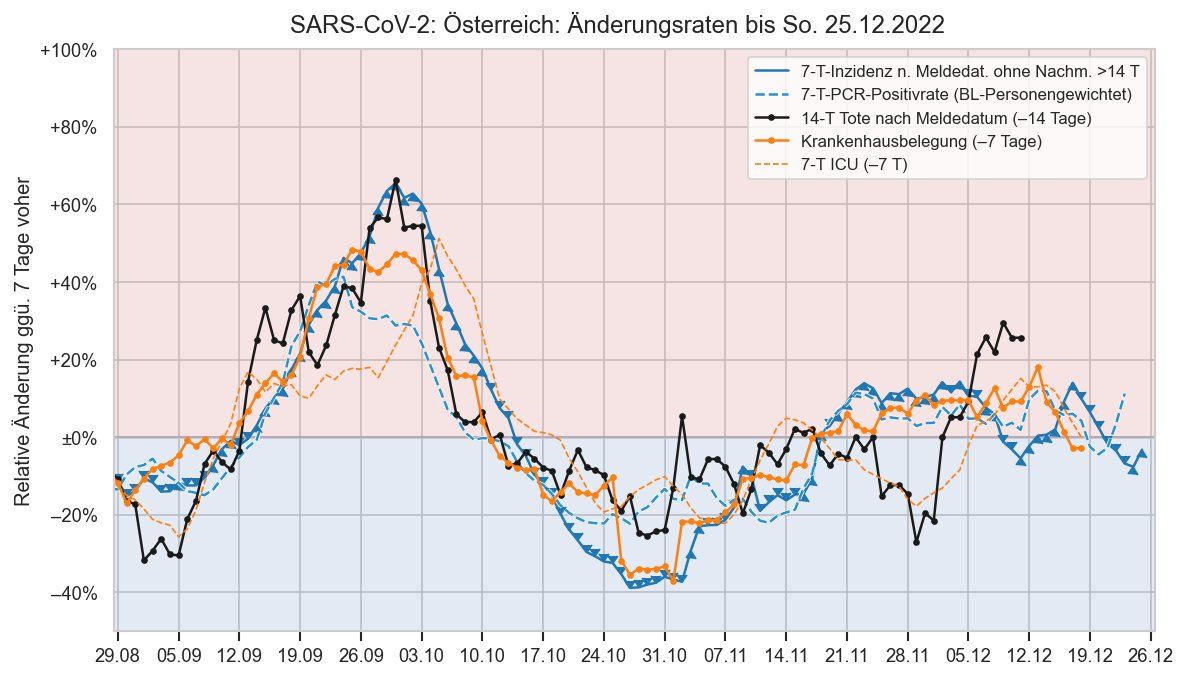 SARS-CoV-2: Österreich: Änderungsraten bis So. 25.12.2022
Relative Änderung ggü. 7 Tage voher
+100%
+80%
+60%
+40%
+20%
±0%
–20%
–40%
7-T-Inzidenz n. Meldedat. ohne Nachm. >14 T
7-T-PCR-Positivrate (BL-Personengewichtet)
14-T Tote nach Meldedatum (–14 Tage)
Krankenhausbelegung (–7 Tage)
7-T ICU (–7 T)
29.08 05.09 12.09 19.09 26.09 03.10 10.10 17.10 24.10 31.10 07.11 14.11 21.11 28.11 05.12 12.12 19.12 26.12